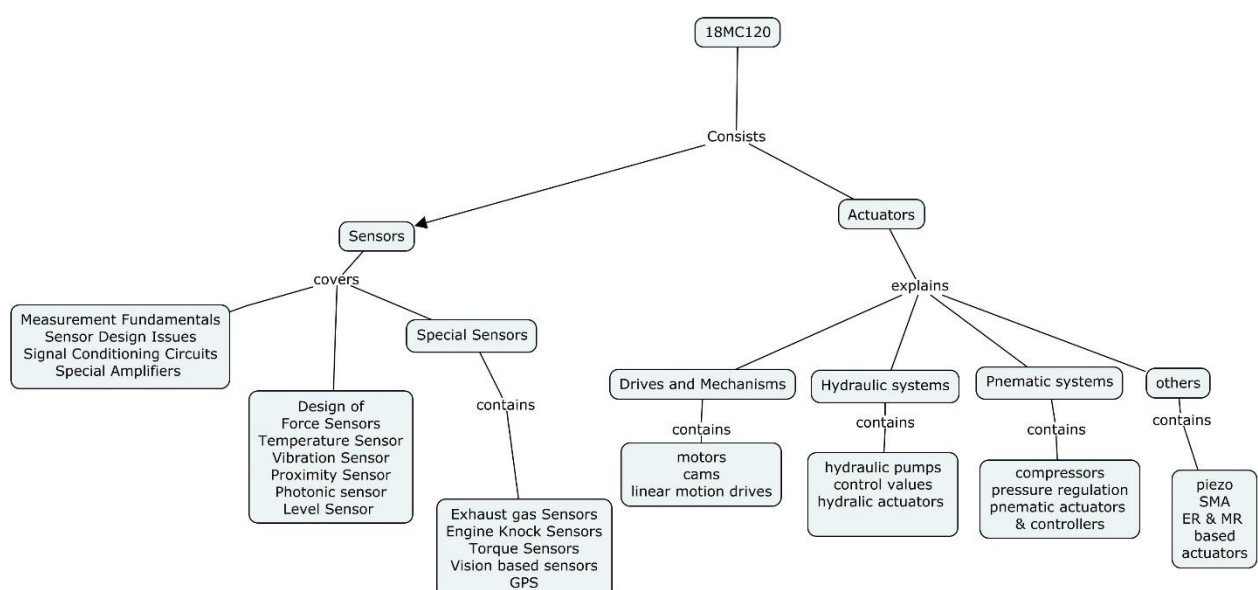 18MC120
Consists
Sensors
Actuators
covers
explains
Measurement Fundamentals
Sensor Design Issues
Signal Conditioning Circuits
Special Amplifiers
Design of
Force Sensors
Temperature Sensor
Vibration Sensor
Proximity Sensor
Photonic sensor
Level Sensor
Special Sensors
contains
Exhaust gas Sensors
Engine Knock Sensors
Torque Sensors
Vision based sensors
GPS
Drives and Mechanisms
contains
motors
cams
linear motion drives
Hydraulic systems
contains
hydraulic pumps
control values
hydralic actuators
Pnematic systems
contains
compressors
pressure regulation
pnematic actuators
& controllers
others
contains
piezo
SMA
ER & MR
based
actuators